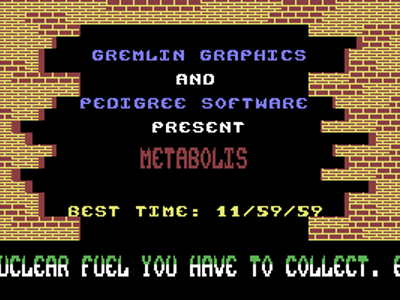 GREMLIN GRAPHICS
AND
PEDIGREE SOFTWARE
PRESENT
METABOLIS
BEST TIME: 11/59/59
UCLEAR FUEL YOU HAVE TO COLLECT.